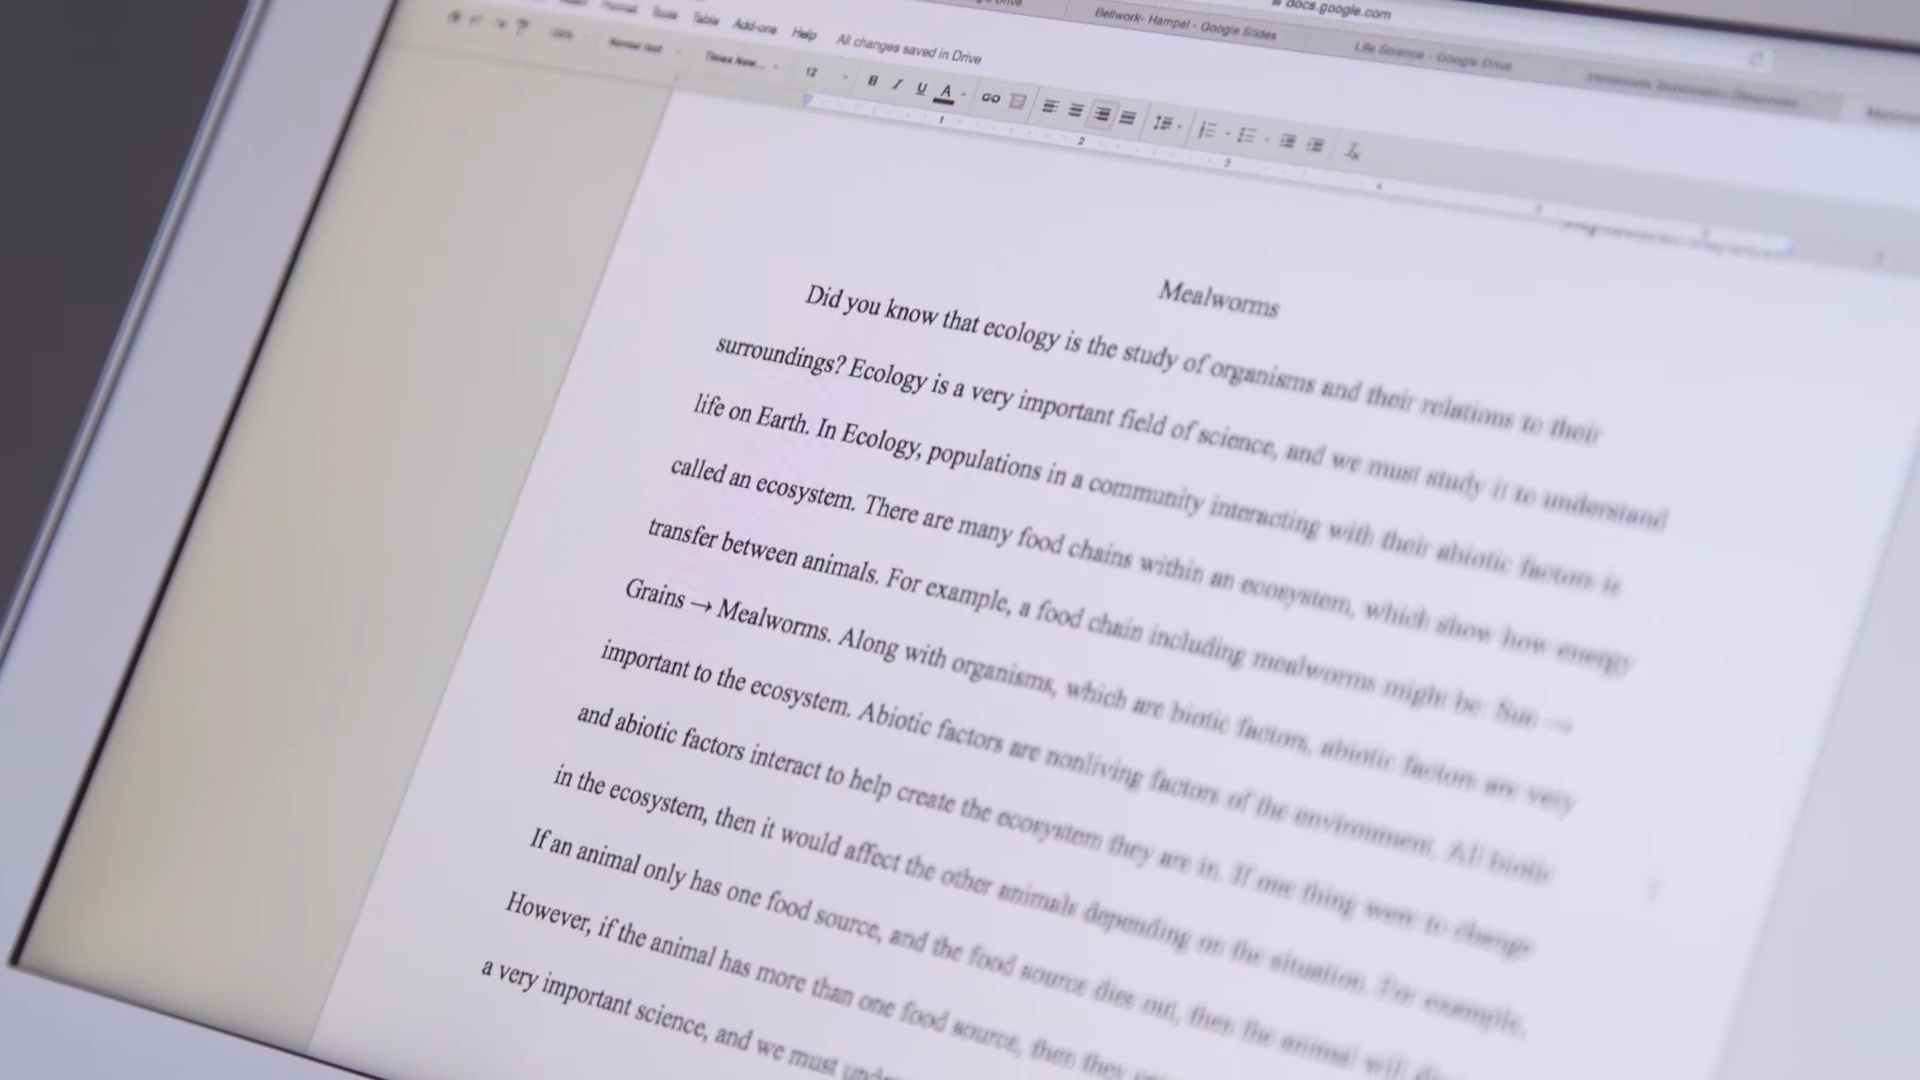 docs.google.com
Bellwork- Hampel - Google Slides
Life Science - Google Drive
Format Tools Table Add-ons Help All changes saved in Drive
Normal text Times New... 12 B I U A
1 2 3 4
Mealworms
Did you know that ecology is the study of organisms and their relations to their
surroundings? Ecology is a very important field of science, and we must study it to understand
life on Earth. In Ecology, populations in a community interacting with their abiotic factors is
called an ecosystem. There are many food chains within an ecosystem, which show how energy
transfer between animals. For example, a food chain including mealworms might be: Sun →
Grains → Mealworms. Along with organisms, which are biotic factors, abiotic factors are very
important to the ecosystem. Abiotic factors are nonliving factors of the environment. All biotic
and abiotic factors interact to help create the ecosystem they are in. If one thing were to change
in the ecosystem, then it would affect the other animals depending on the situation. For example,
If an animal only has one food source, and the food source dies out, then the animal will
However, if the animal has more than one food source, then they
a very important science, and we must